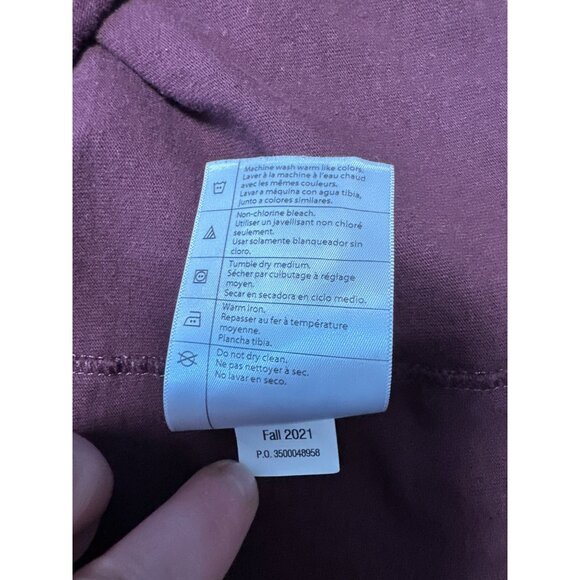 Machine wash warm like colors.
Laver à la machine à l'eau chaud
avec les mêmes couleurs.
Lavar a máquina con agua tibia,
junto a colores similares.
Non-chlorine bleach.
Utiliser un javellisant non chloré
seulement.
Usar solamente blanqueador sin
cloro.
Tumble dry medium.
Sécher par culbutage à réglage
moyen.
Secar en secadora en ciclo medio.
Warm iron.
Repasser au fer à température
moyenne.
Plancha tibia.
Do not dry clean.
Ne pas nettoyer à sec.
No lavar en seco.
Fall 2021
P.O. 3500048958